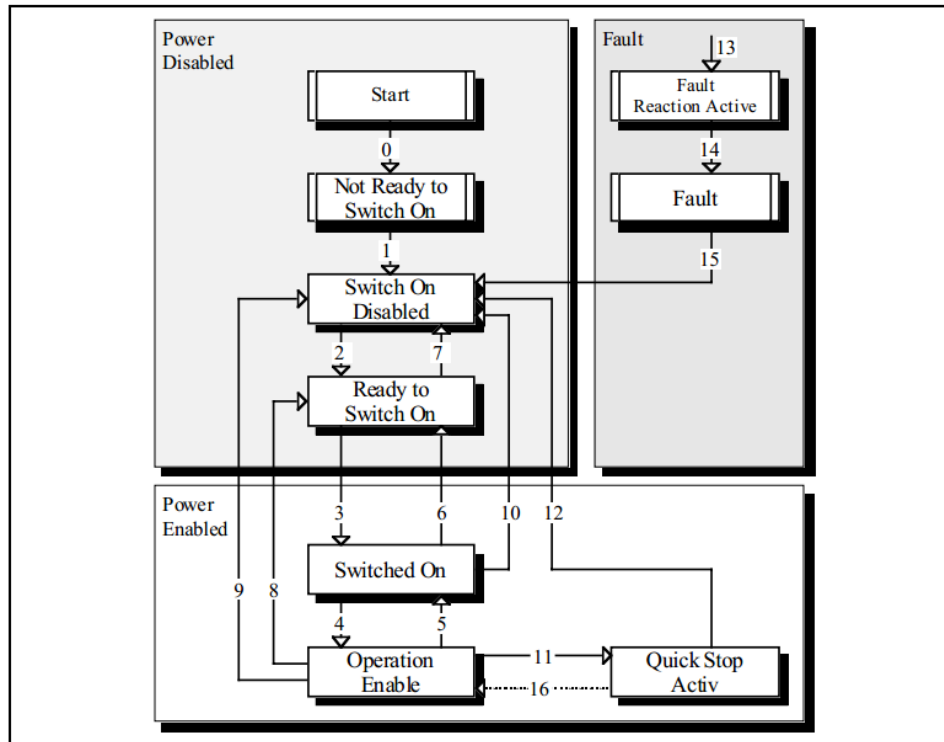 Power
Disabled
Start
0
Not Ready to
Switch On
1
Switch On
Disabled
2
7
Ready to
Switch On
Fault
13
Fault
Reaction Active
14
Fault
15
Power
Enabled
3
6
10
12
Switched On
9
8
4
5
Operation
Enable
11
16
Quick Stop
Activ